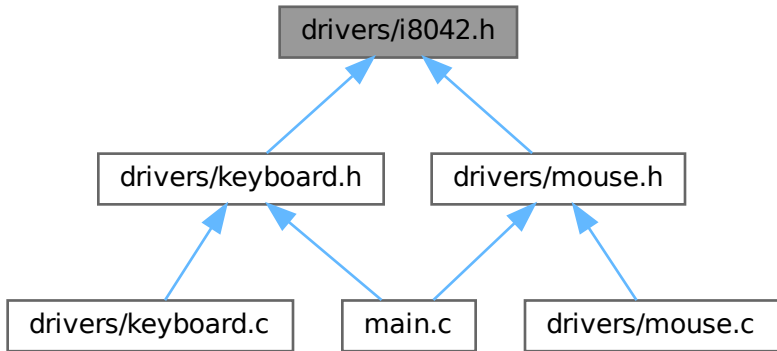 drivers/i8042.h
drivers/keyboard.h
drivers/mouse.h
drivers/keyboard.c
main.c
drivers/mouse.c